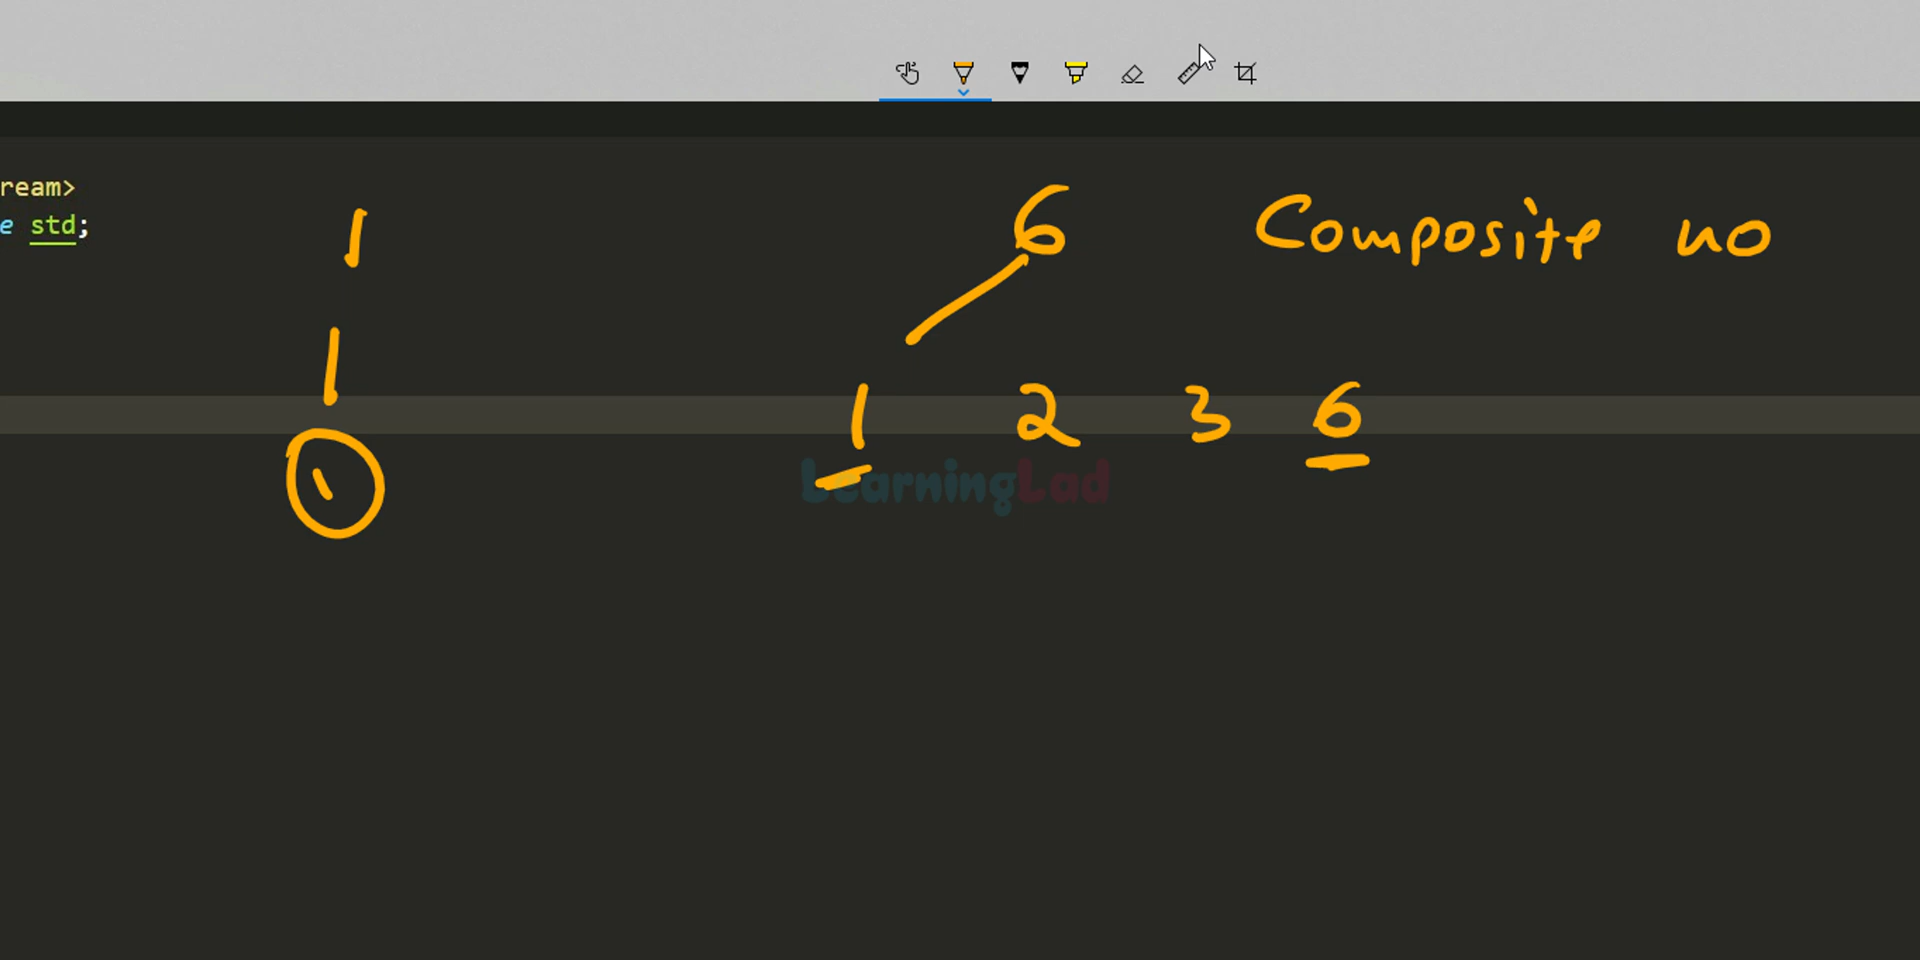 ream>
e std;
1 6 Composite no
1
1 2 3 6
1
LearningLad